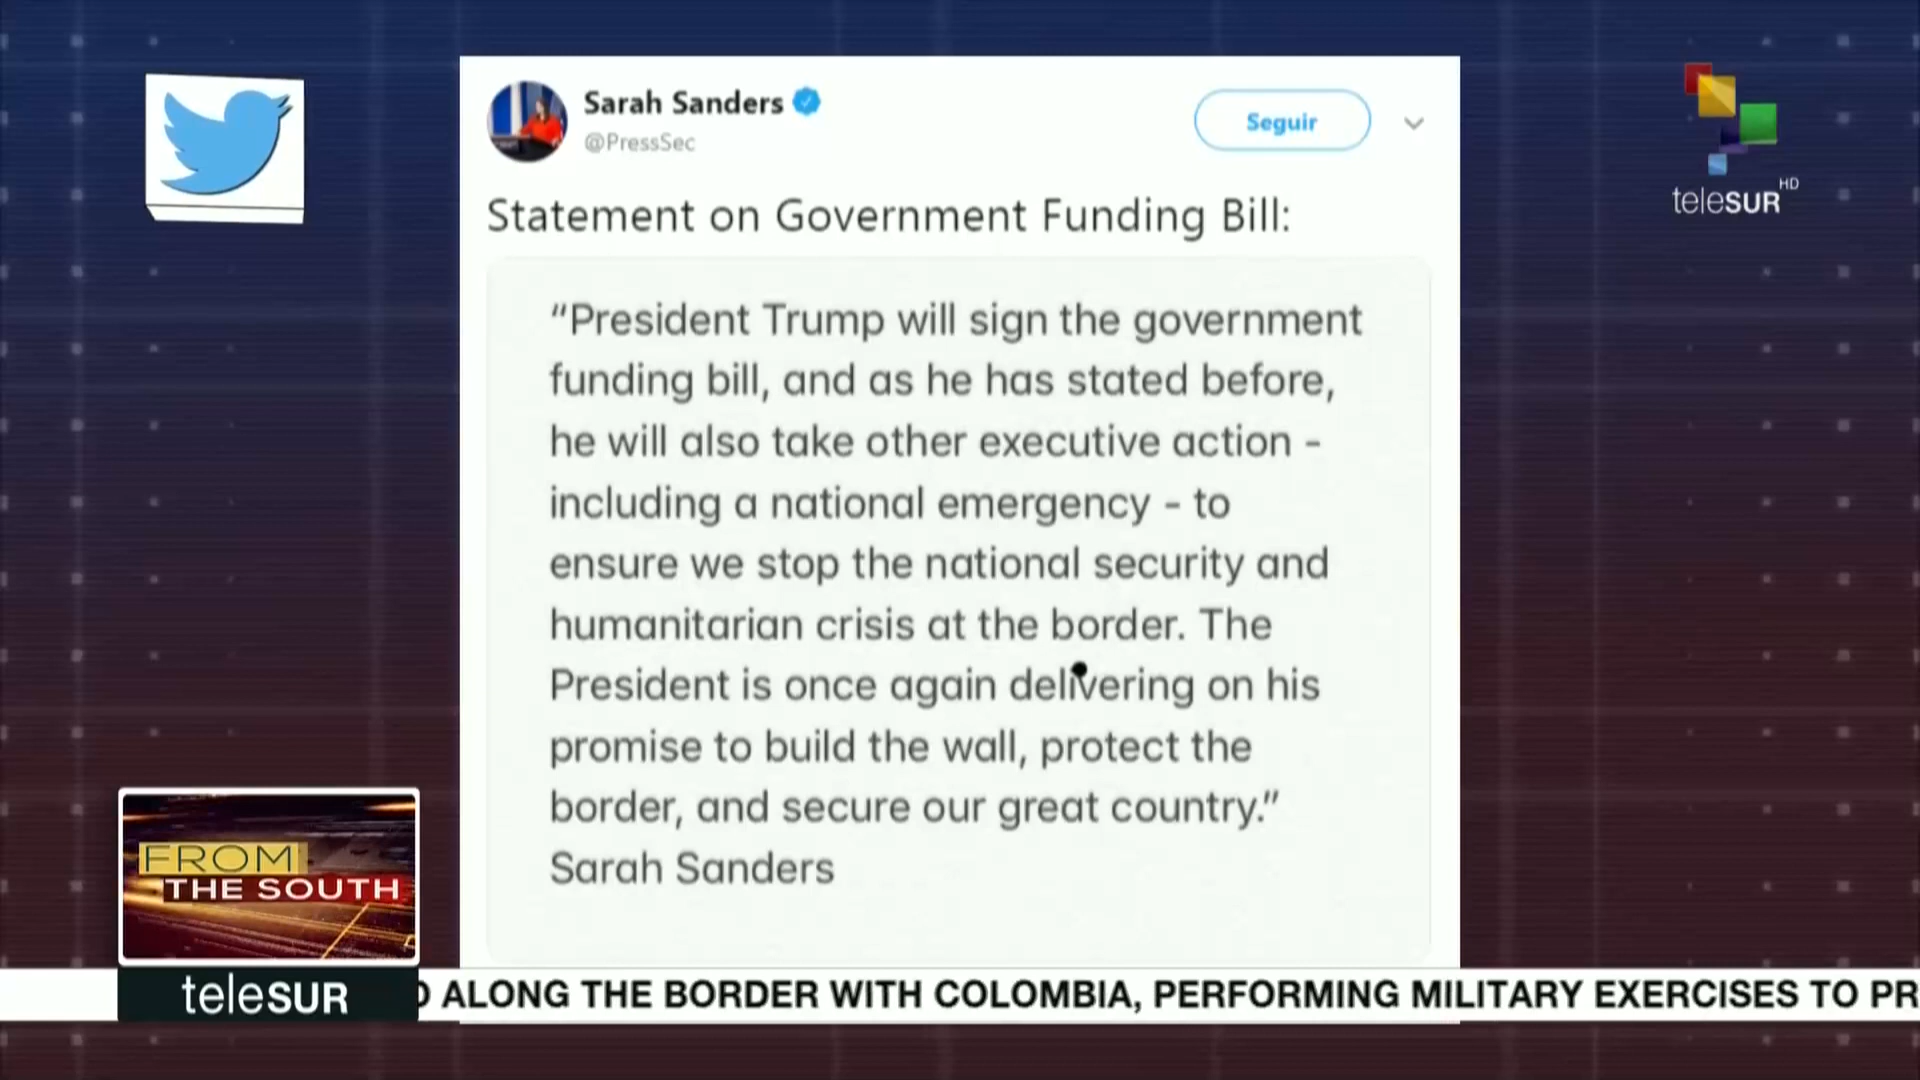 Sarah Sanders
@PressSec
Seguir
Statement on Government Funding Bill:
“President Trump will sign the government
funding bill, and as he has stated before,
he will also take other executive action -
including a national emergency - to
ensure we stop the national security and
humanitarian crisis at the border. The
President is once again delivering on his
promise to build the wall, protect the
border, and secure our great country.”
Sarah Sanders
teleSUR HD
FROM
THE SOUTH
teleSUR
ALONG THE BORDER WITH COLOMBIA, PERFORMING MILITARY EXERCISES TO PR